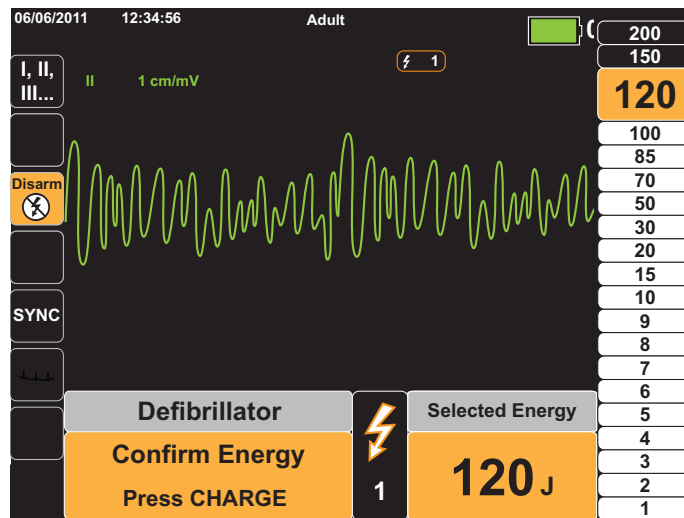 06/06/2011 12:34:56 Adult
1
I, II,
III...
II 1 cm/mV
Disarm
SYNC
200
150
120
100
85
70
50
30
20
15
10
9
8
7
6
5
4
3
2
1
Defibrillator
Confirm Energy
Press CHARGE
1
Selected Energy
120 J